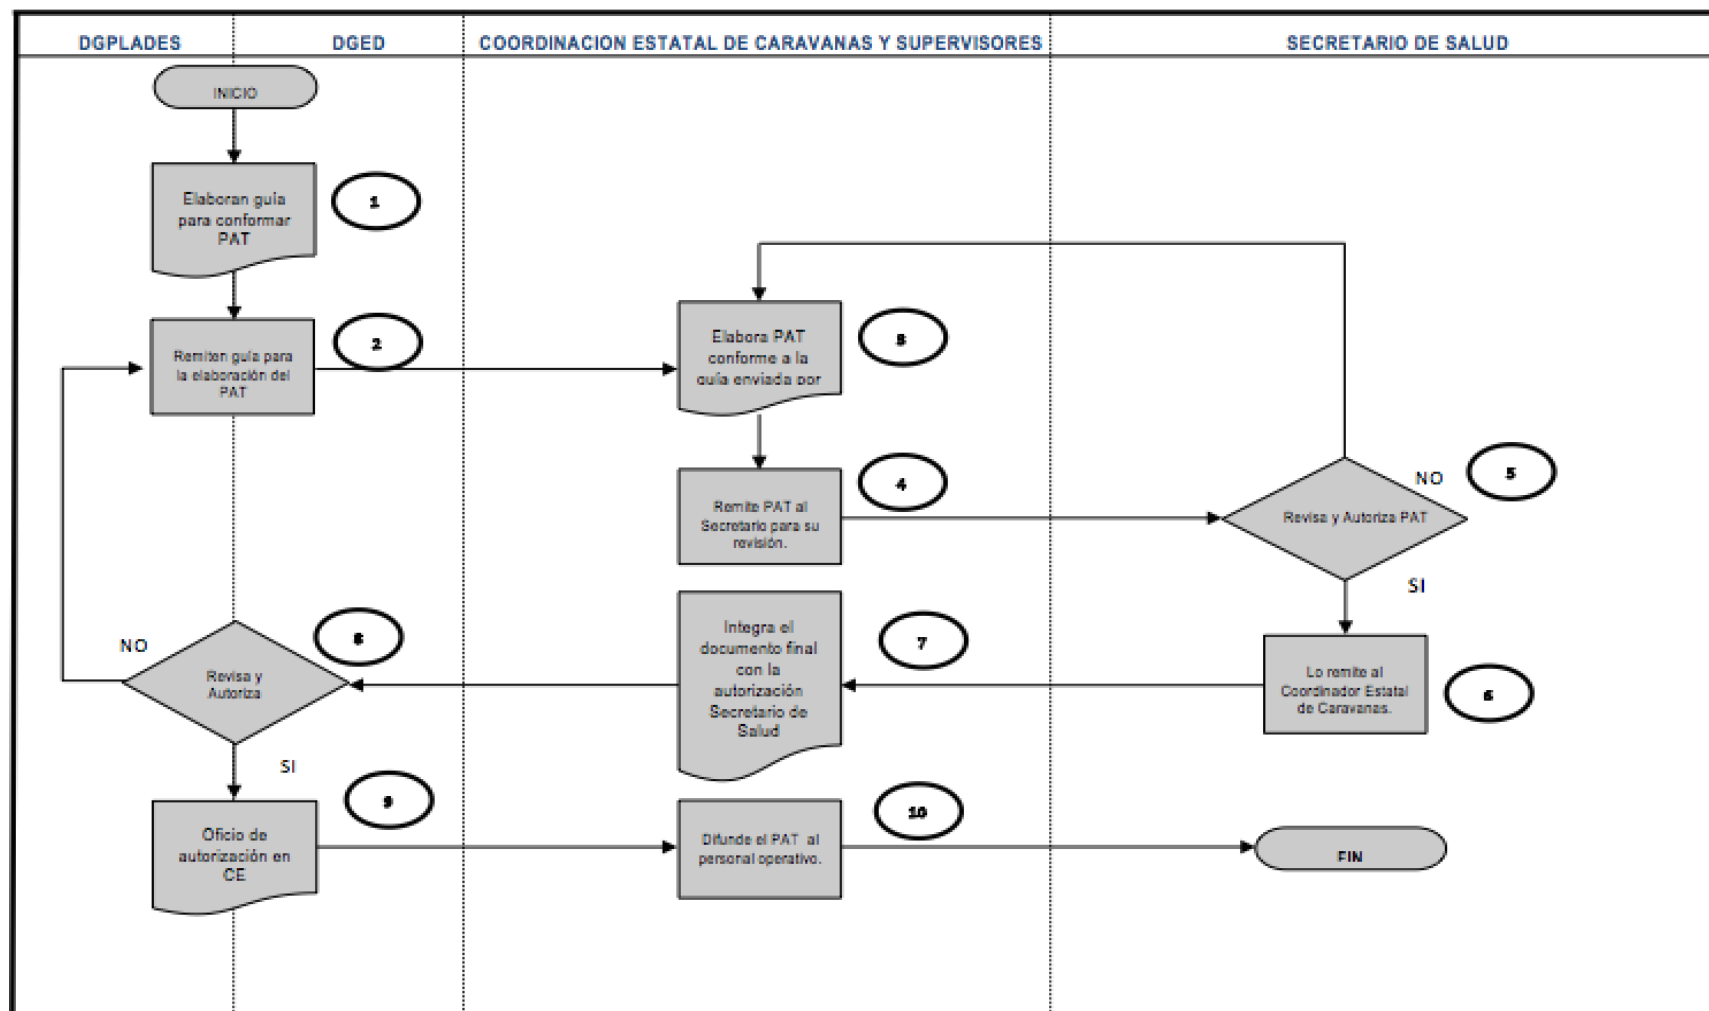 DGPLADES
DGED
COORDINACION ESTATAL DE CARAVANAS Y SUPERVISORES
SECRETARIO DE SALUD
INICIO
Elaboran guía
para conformar
PAT
1
Remiten guía para
la elaboración del
PAT
2
Elabora PAT
conforme a la
guía enviada por
3
Remite PAT al
Secretario para su
revisión.
4
Revisa y Autoriza PAT
NO
5
SI
Lo remite al
Coordinador Estatal
de Caravanas.
6
Integra el
documento final
con la
autorización
Secretario de
Salud
7
Revisa y
Autoriza
NO
8
SI
Oficio de
autorización en
CE
9
Difunde el PAT al
personal operativo.
10
FIN